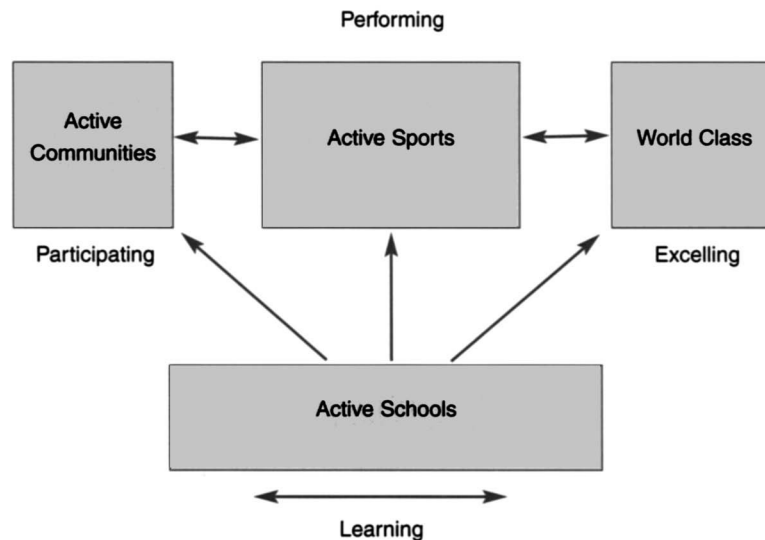 Performing
Active
Communities
Active Sports
World Class
Participating
Excelling
Active Schools
Learning